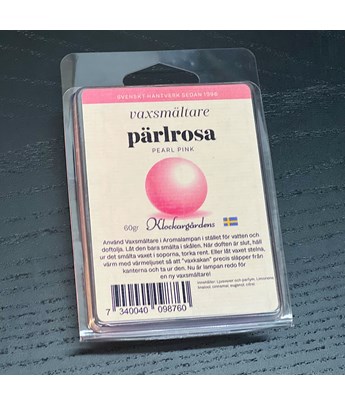 SVENSKT HANTVERK SEDAN 1996
vaxsmältare
pärlrosa
PEARL PINK
60gr
Klockargårdens
Använd Vaxsmältare i Aromalampan i stället för vatten och
doftolja. Låt den bara smälta i skålen. När doften är slut, häll
ur det smälta vaxet i soporna, torka rent. Eller låt vaxet stelna,
värm med värmeljuset så att "vaxkakan" precis släpper från
kanterna och ta ur den. Nu är lampan redo för
en ny vaxsmältare!
Innehåller:
7 340040 098760